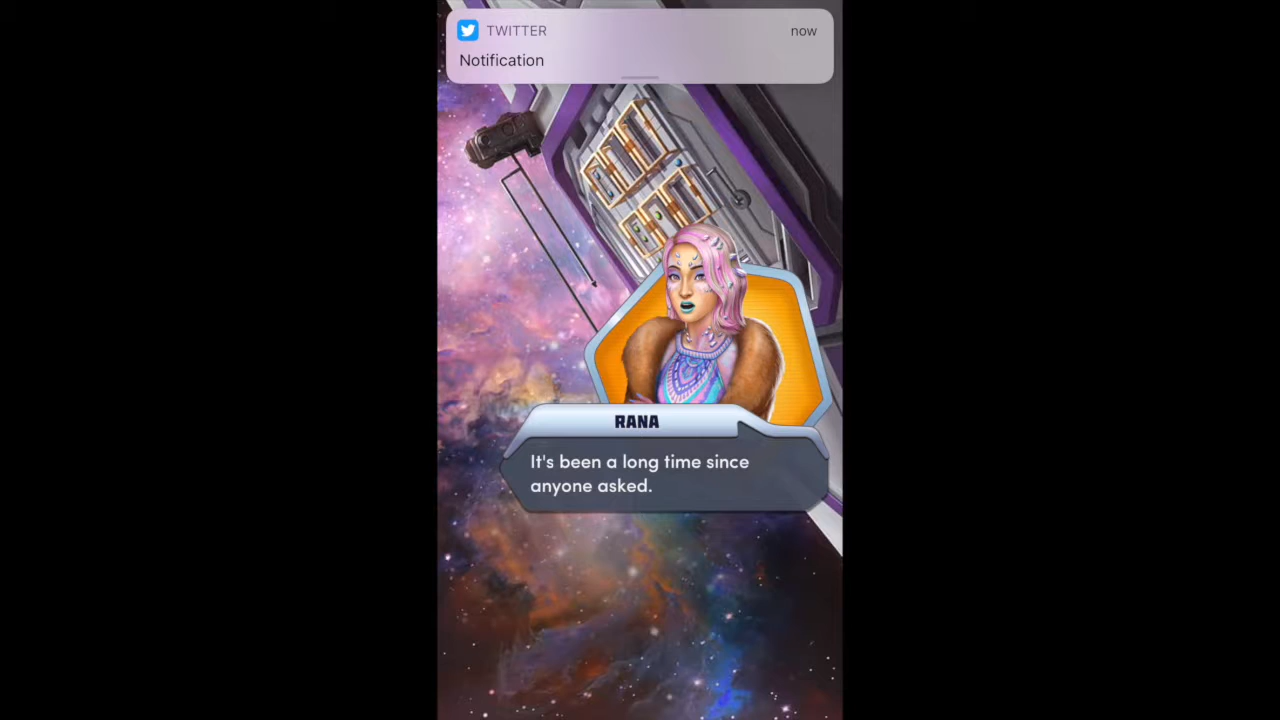 TWITTER now
Notification
RANA
It's been a long time since
anyone asked.